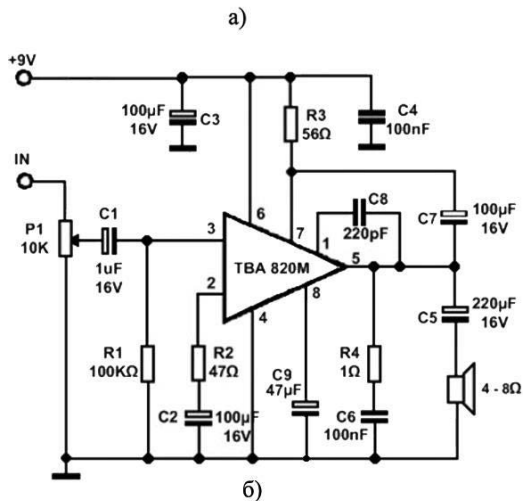 а)
+9V
100µF
16V
C3
R3
56Ω
C4
100nF
IN
P1
10K
C1
1uF
16V
3
2
6
7
1
5
8
4
TBA 820M
C8
220pF
C7
100µF
16V
220µF
16V
C5
R1
100KΩ
R2
47Ω
C2
100µF
16V
C9
47µF
R4
1Ω
C6
100nF
4 - 8Ω
б)